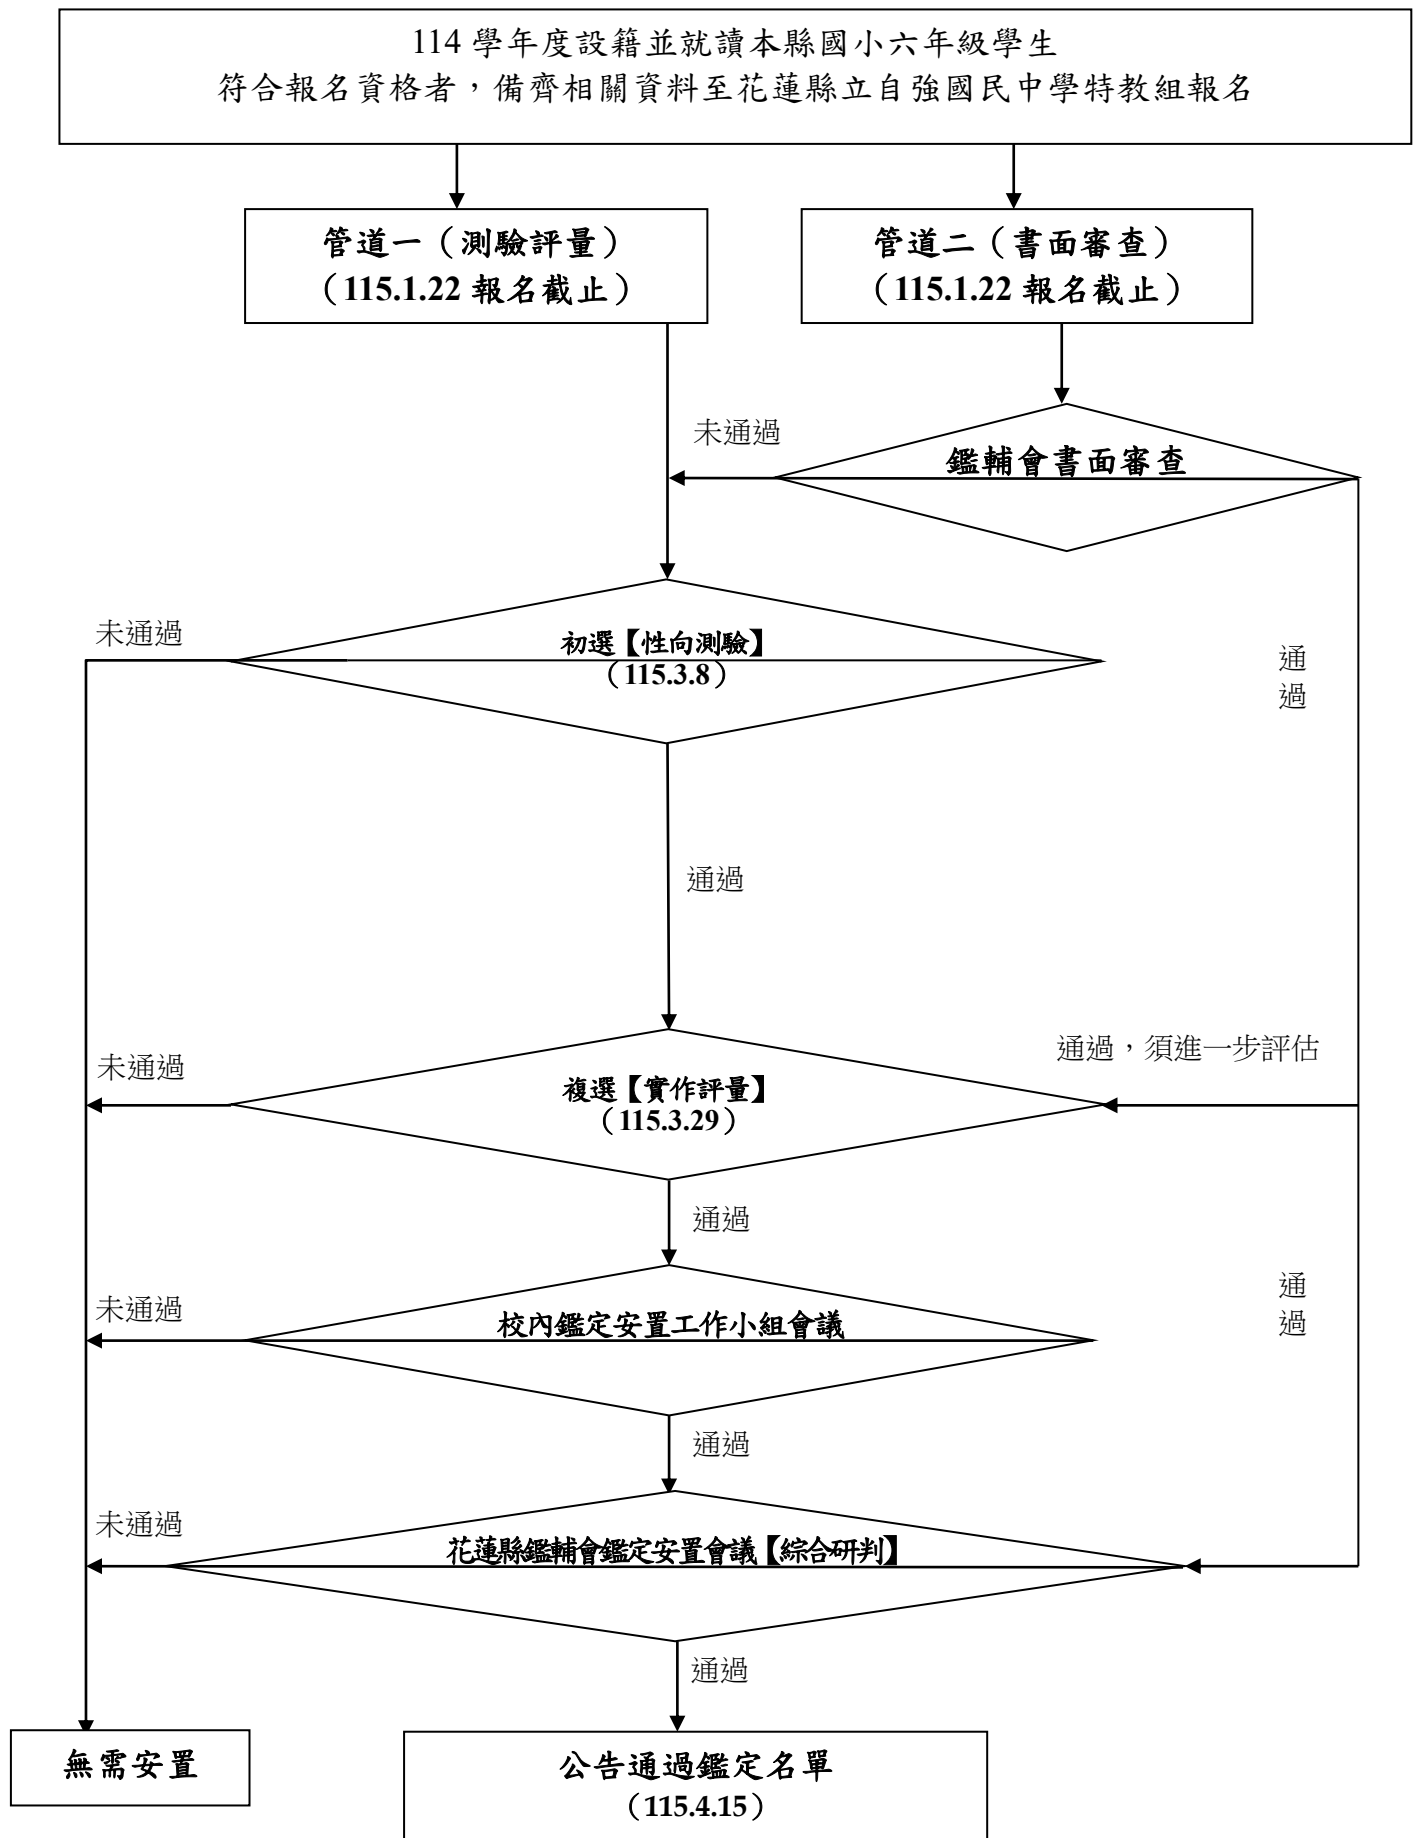 114 學年度設籍並就讀本縣國小六年級學生
符合報名資格者，備齊相關資料至花蓮縣立自強國民中學特教組報名
管道一（測驗評量）
（115.1.22 報名截止）
管道二（書面審查）
（115.1.22 報名截止）
未通過
鑑輔會書面審查
未通過
初選【性向測驗】
（115.3.8）
通
過
通過
未通過
複選【實作評量】
（115.3.29）
通過，須進一步評估
通過
未通過
校內鑑定安置工作小組會議
通
過
通過
未通過
花蓮縣鑑輔會鑑定安置會議【綜合研判】
通過
無需安置
公告通過鑑定名單
（115.4.15）